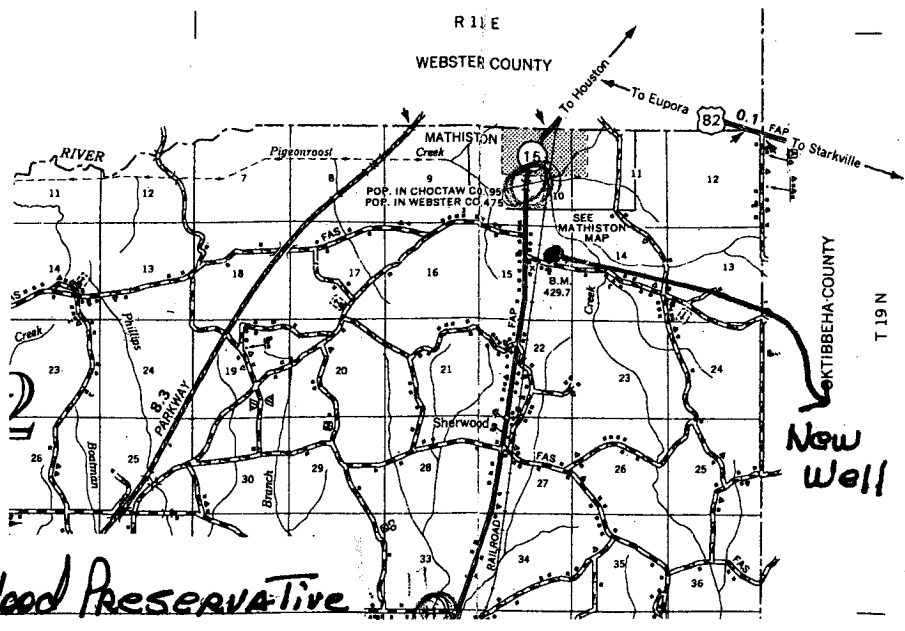 R 11 E
WEBSTER COUNTY
To Houston
To Eupora
82
0.1
FAP
To Starkville
MATHISTON
RIVER
Pigeonroost
Creek
15
11
12
7
8
9
10
11
12
POP. IN CHOCTAW CO. 95
POP. IN WEBSTER CO. 475
SEE
MATHISTON
MAP
FAS
14
13
18
17
16
15
14
13
B.M.
429.7
Creek
OKTIBBEHA COUNTY
T 19 N
Creek
Phillips
FAP
23
24
19
20
21
22
23
24
8.3
PARKWAY
Sherwood
New
Well
26
Boatman
25
30
Branch
29
28
FAS
27
26
25
33
RAILROAD
34
35
36
FAS
Wood Preservative